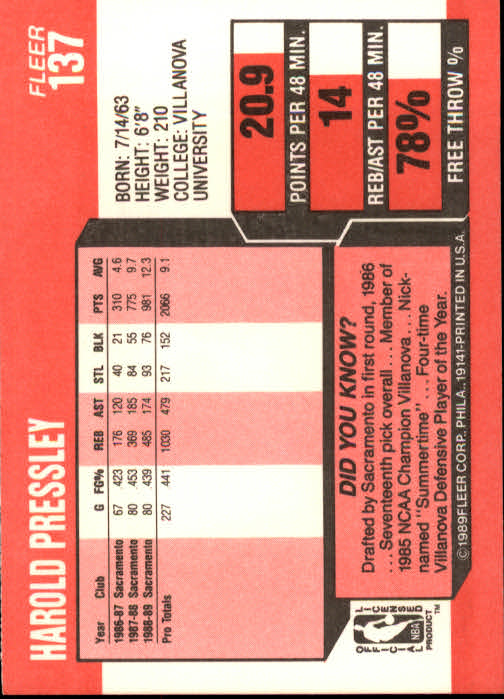 FLEER
137
HAROLD PRESSLEY
BORN: 7/14/63
HEIGHT: 6'8"
WEIGHT: 210
COLLEGE: VILLANOVA
UNIVERSITY
20.9
POINTS PER 48 MIN.
14
REB/AST PER 48 MIN.
78%
FREE THROW %
Year Club G FG% REB AST STL BLK PTS AVG
1986-87 Sacramento 67 .423 176 120 40 21 310 4.6
1987-88 Sacramento 80 .453 369 185 84 55 775 9.7
1988-89 Sacramento 80 .439 485 174 93 76 981 12.3
Pro Totals 227 .441 1030 479 217 152 2066 9.1
DID YOU KNOW?
Drafted by Sacramento in first round, 1986
. . . Seventeenth pick overall . . . Member of
1985 NCAA Champion Villanova . . . Nick-
named "Summertime" . . . Four-time
Villanova Defensive Player of the Year.
©1989FLEER CORP., PHILA., 19141-PRINTED IN U.S.A.
OFFICIAL LICENSED
NBA
PRODUCT™